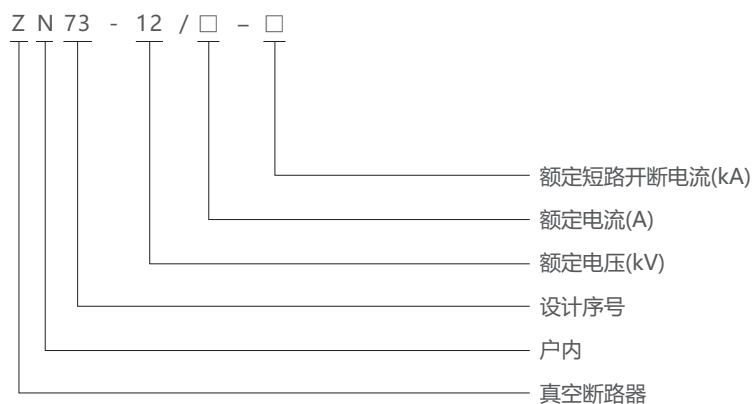 Z N 73 - 12 / □ – □
额定短路开断电流(kA)
额定电流(A)
额定电压(kV)
设计序号
户内
真空断路器